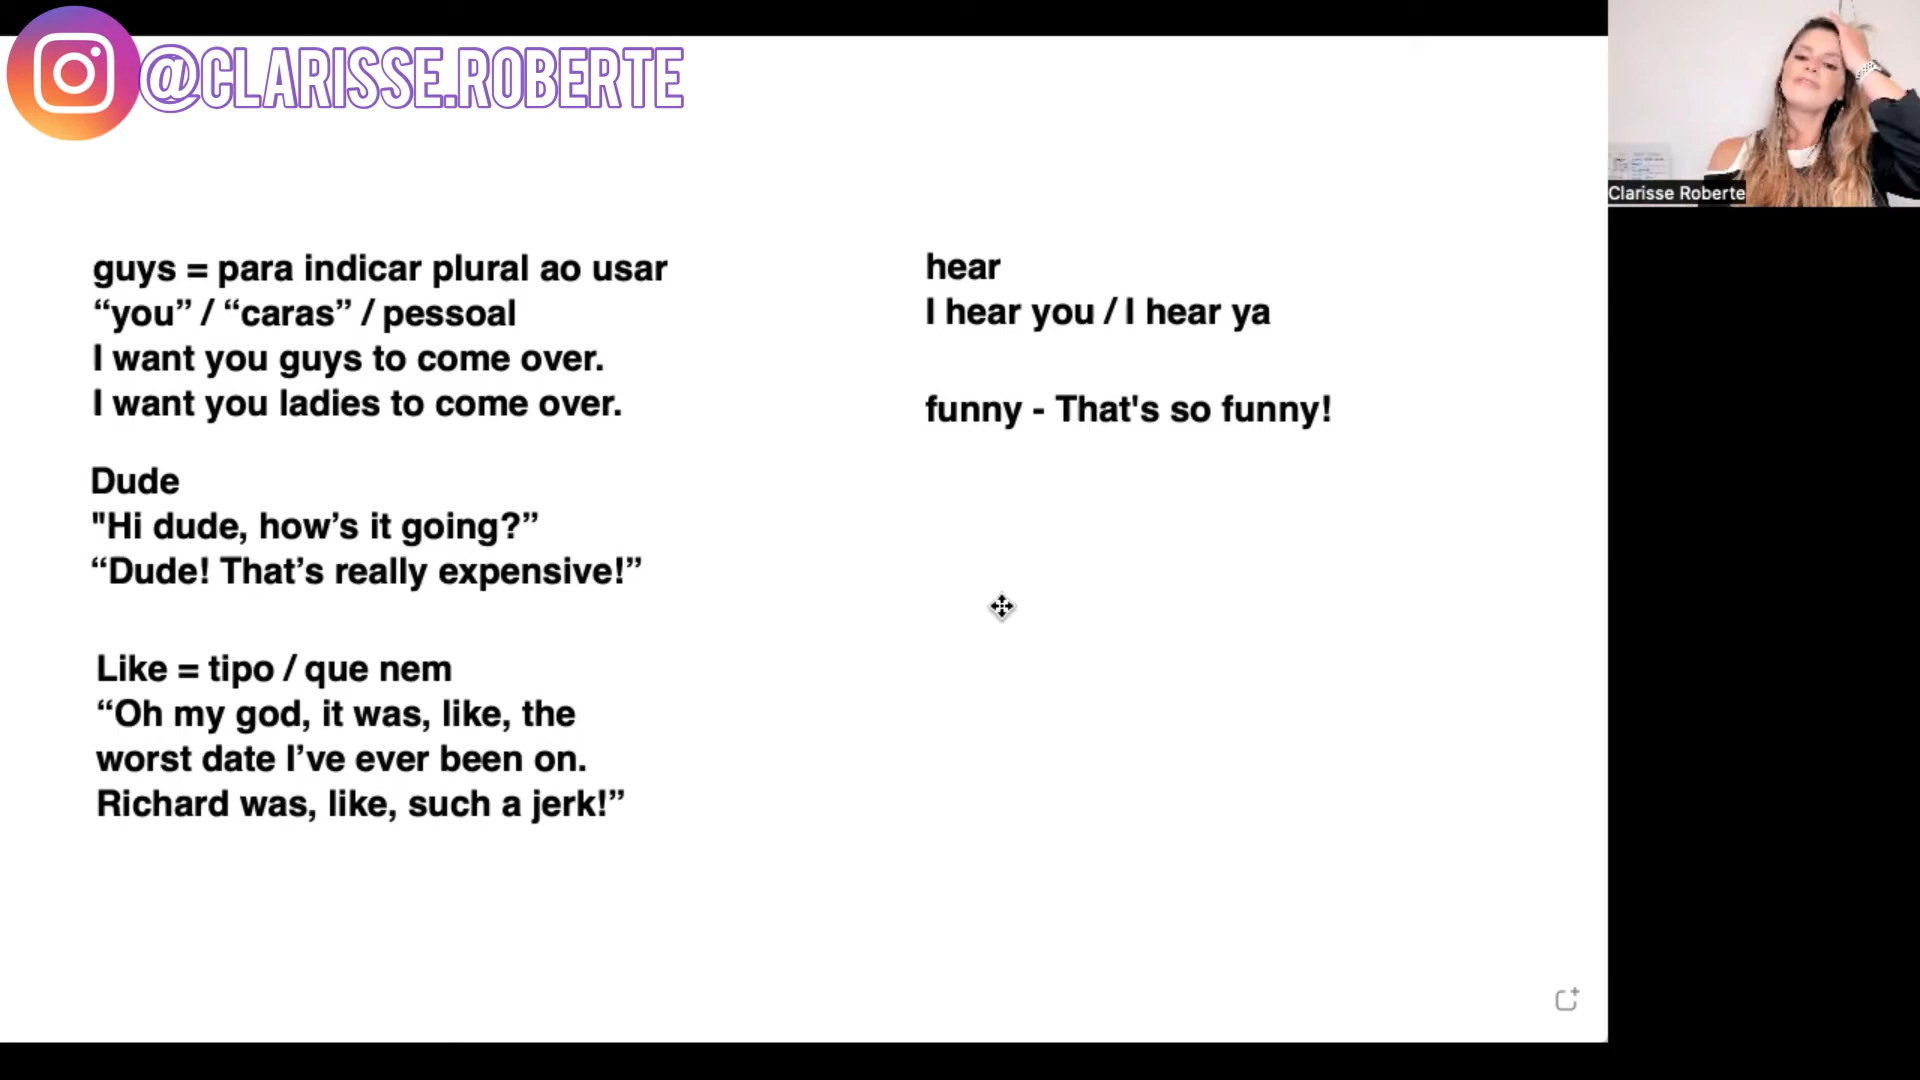 @CLARISSE.ROBERTE
Clarisse Roberte
guys = para indicar plural ao usar
“you” / “caras” / pessoal
I want you guys to come over.
I want you ladies to come over.
Dude
"Hi dude, how’s it going?”
“Dude! That’s really expensive!”
Like = tipo / que nem
“Oh my god, it was, like, the
worst date I’ve ever been on.
Richard was, like, such a jerk!”
hear
I hear you / I hear ya
funny - That's so funny!